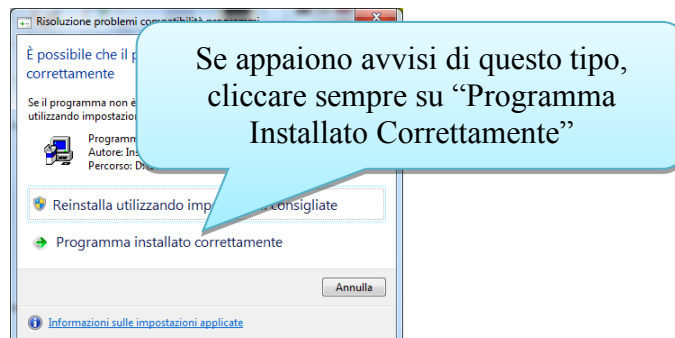 Risoluzione problemi compatibilità programmi
È possibile che il p
correttamente
Se il programma non è
utilizzando impostazion
Programm
Autore: Ins
Percorso: D:\
Se appaiono avvisi di questo tipo,
cliccare sempre su “Programma
Installato Correttamente”
Reinstalla utilizzando impo consigliate
Programma installato correttamente
Annulla
Informazioni sulle impostazioni applicate